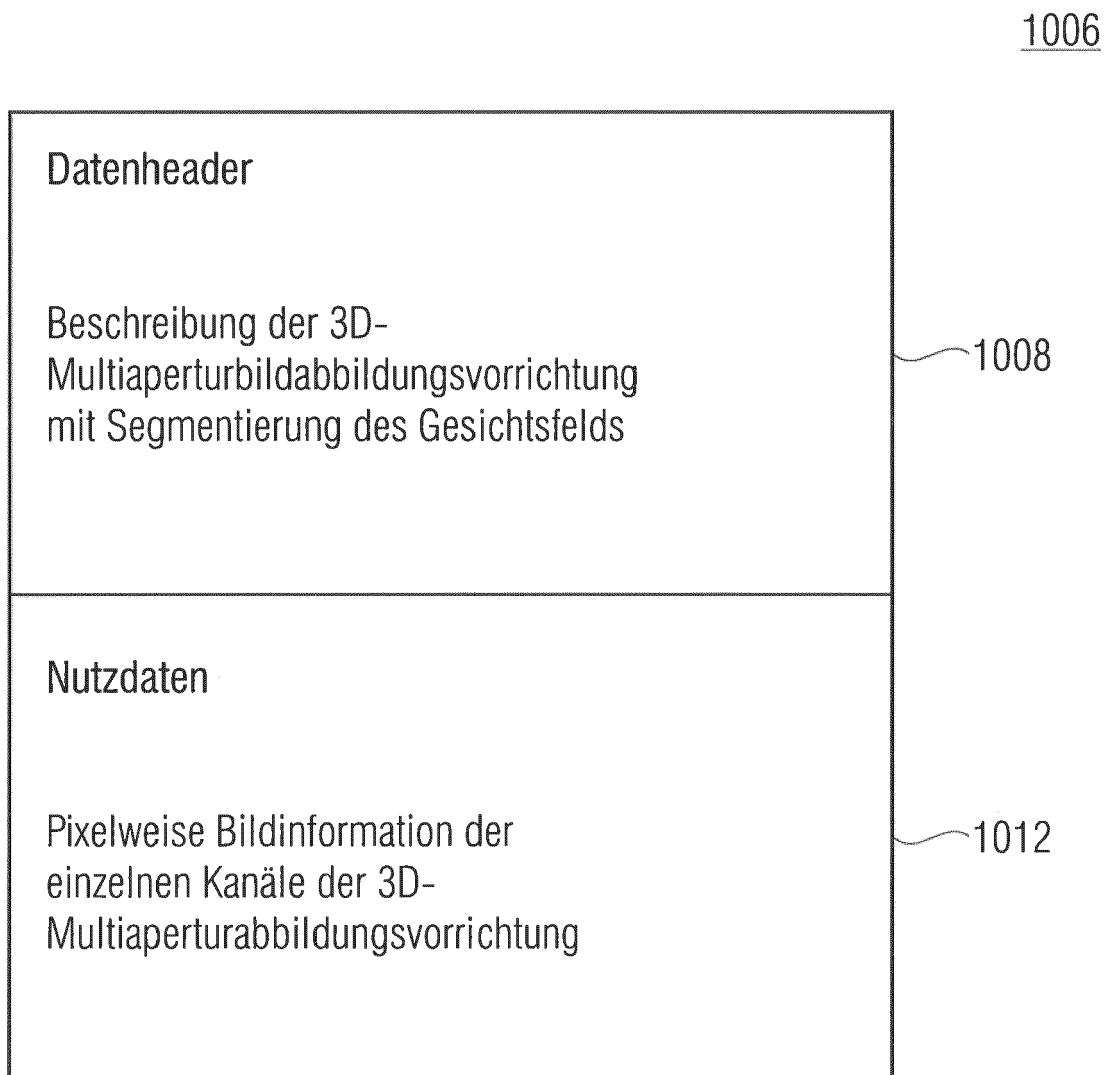 1006
Datenheader
Beschreibung der 3D-
Multiaperturbildabbildungsvorrichtung
mit Segmentierung des Gesichtsfelds
1008
Nutzdaten
Pixelweise Bildinformation der
einzelnen Kanäle der 3D-
Multiaperturabbildungsvorrichtung
1012